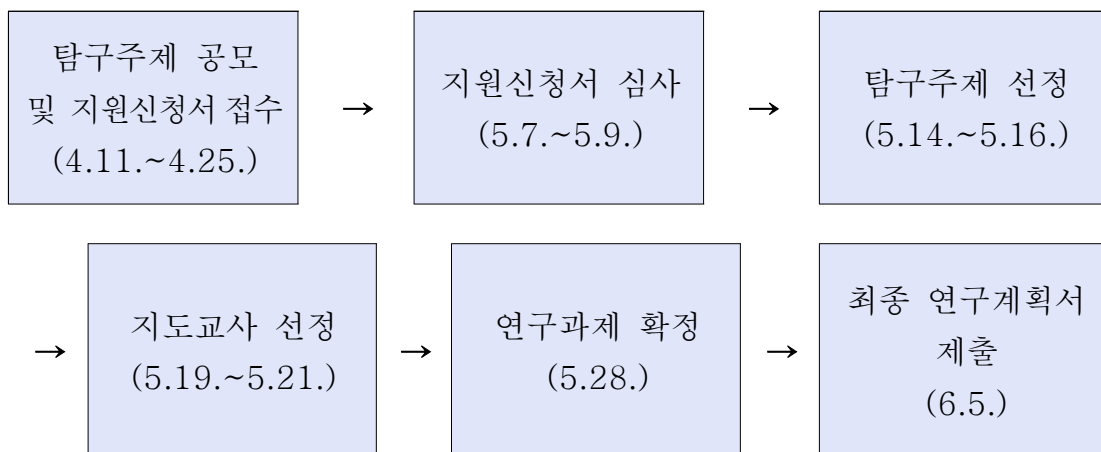 탐구주제 공모
및 지원신청서 접수
(4.11.~4.25.)
→
지원신청서 심사
(5.7.~5.9.)
→
탐구주제 선정
(5.14.~5.16.)
→
지도교사 선정
(5.19.~5.21.)
→
연구과제 확정
(5.28.)
→
최종 연구계획서
제출
(6.5.)